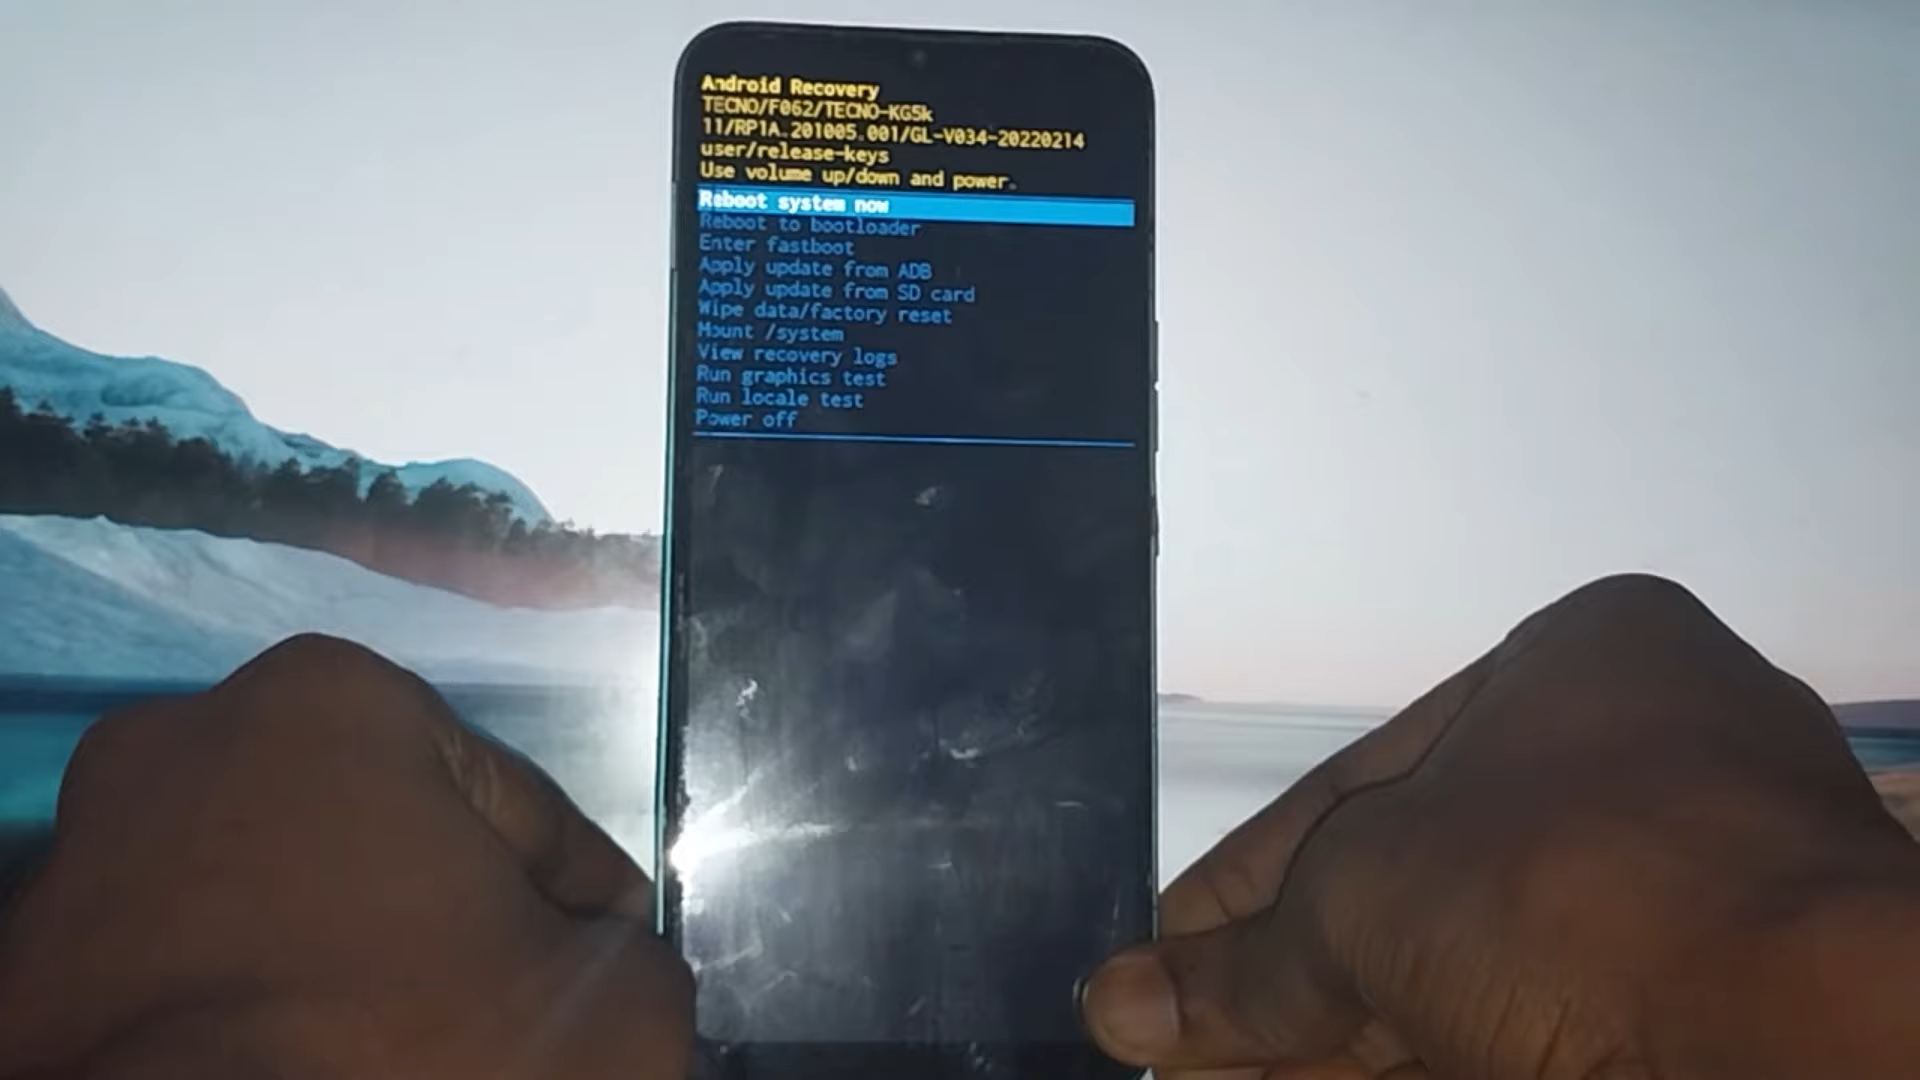 Android Recovery
TECNO/F062/TECNO-KG5k
11/RP1A.201005.001/GL-V034-20220214
user/release-keys
Use volume up/down and power.
Reboot system now
Reboot to bootloader
Enter fastboot
Apply update from ADB
Apply update from SD card
Wipe data/factory reset
Mount /system
View recovery logs
Run graphics test
Run locale test
Power off